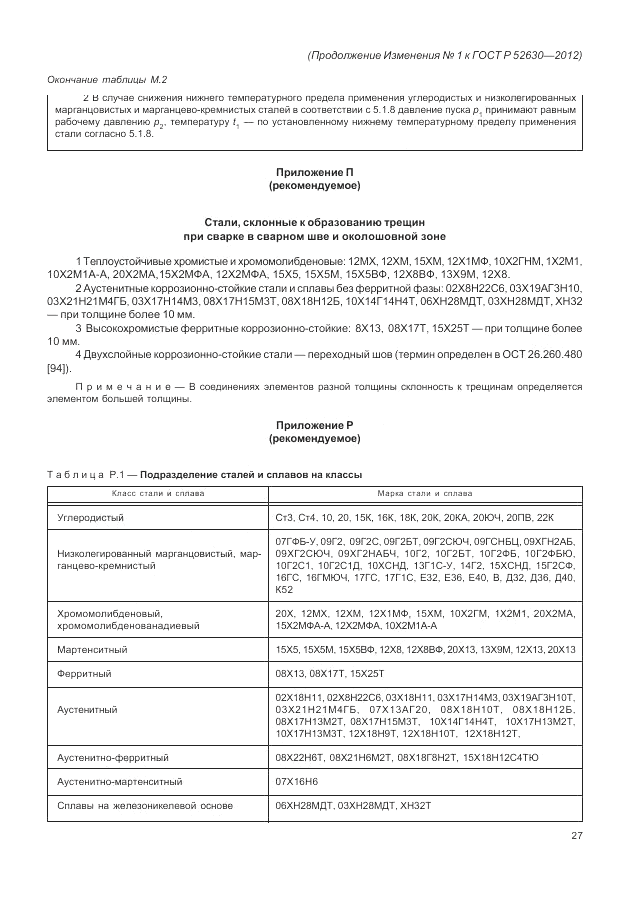 (Продолжение Изменения № 1 к ГОСТ Р 52630—2012)
Окончание таблицы М.2
2 В случае снижения нижнего температурного предела применения углеродистых и низколегированных
марганцовистых и марганцево-кремнистых сталей в соответствии с 5.1.8 давление пуска p1 принимают равным
рабочему давлению p2, температуру t1 — по установленному нижнему температурному пределу применения
стали согласно 5.1.8.
Приложение П
(рекомендуемое)
Стали, склонные к образованию трещин
при сварке в сварном шве и околошовной зоне
1 Теплоустойчивые хромистые и хромомолибденовые: 12МХ, 12ХМ, 15ХМ, 12Х1МФ, 10Х2ГНМ, 1Х2М1,
10Х2М1А-А, 20Х2МА,15Х2МФА, 12Х2МФА, 15Х5, 15Х5М, 15Х5ВФ, 12Х8ВФ, 13Х9М, 12Х8.
2 Аустенитные коррозионно-стойкие стали и сплавы без ферритной фазы: 02Х8Н22С6, 03Х19АГ3Н10,
03Х21Н21М4ГБ, 03Х17Н14М3, 08Х17Н15М3Т, 08Х18Н12Б, 10Х14Г14Н4Т, 06ХН28МДТ, 03ХН28МДТ, ХН32
— при толщине более 10 мм.
3 Высокохромистые ферритные коррозионно-стойкие: 8Х13, 08Х17Т, 15Х25Т — при толщине более
10 мм.
4 Двухслойные коррозионно-стойкие стали — переходный шов (термин определен в ОСТ 26.260.480
[94]).
П р и м е ч а н и е — В соединениях элементов разной толщины склонность к трещинам определяется
элементом большей толщины.
Приложение Р
(рекомендуемое)
Т а б л и ц а Р.1 — Подразделение сталей и сплавов на классы
Класс стали и сплава Марка стали и сплава
Углеродистый Ст3, Ст4, 10, 20, 15К, 16К, 18К, 20К, 20КА, 20ЮЧ, 20ПВ, 22К
Низколегированный марганцовистый, мар-
ганцево-кремнистый
07ГФБ-У, 09Г2, 09Г2С, 09Г2БТ, 09Г2СЮЧ, 09ГСНБЦ, 09ХГН2АБ,
09ХГ2СЮЧ, 09ХГ2НАБЧ, 10Г2, 10Г2БТ, 10Г2ФБ, 10Г2ФБЮ,
10Г2С1, 10Г2С1Д, 10ХСНД, 13Г1С-У, 14Г2, 15ХСНД, 15Г2СФ,
16ГС, 16ГМЮЧ, 17ГС, 17Г1С, Е32, Е36, Е40, В, Д32, Д36, Д40,
К52
Хромомолибденовый,
хромомолибденованадиевый
20Х, 12МХ, 12ХМ, 12Х1МФ, 15ХМ, 10Х2ГМ, 1Х2М1, 20Х2МА,
15Х2МФА-А, 12Х2МФА, 10Х2М1А-А
Мартенситный 15Х5, 15Х5М, 15Х5ВФ, 12Х8, 12Х8ВФ, 20Х13, 13Х9М, 12Х13, 20Х13
Ферритный 08Х13, 08Х17Т, 15Х25Т
Аустенитный
02Х18Н11, 02Х8Н22С6, 03Х18Н11, 03Х17Н14М3, 03Х19АГ3Н10Т,
03Х21Н21М4ГБ, 07Х13АГ20, 08Х18Н10Т, 08Х18Н12Б,
08Х17Н13М2Т, 08Х17Н15М3Т, 10Х14Г14Н4Т, 10Х17Н13М2Т,
10Х17Н13М3Т, 12Х18Н9Т, 12Х18Н10Т, 12Х18Н12Т,
Аустенитно-ферритный 08Х22Н6Т, 08Х21Н6М2Т, 08Х18Г8Н2Т, 15Х18Н12С4ТЮ
Аустенитно-мартенситный 07Х16Н6
Сплавы на железоникелевой основе 06ХН28МДТ, 03ХН28МДТ, ХН32Т
27